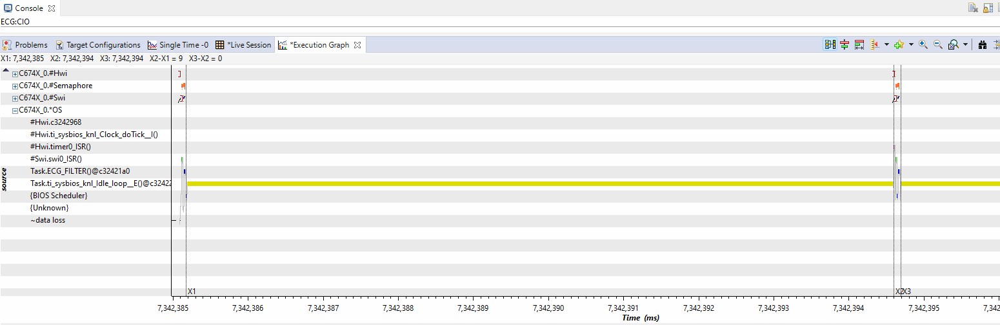 Console
ECG:CIO
Problems Target Configurations Single Time -0 *Live Session *Execution Graph
X1: 7,342,385 X2: 7,342,394 X3: 7,342,394 X2-X1 = 9 X3-X2 = 0
C674X_0.#Hwi
C674X_0.#Semaphore
C674X_0.#Swi
C674X_0.*OS
#Hwi.c3242968
#Hwi.ti_sysbios_knl_Clock_doTick__I()
#Hwi.timer0_ISR()
#Swi.swi0_ISR()
Task.ECG_FILTER()@c32421a0
Task.ti_sysbios_knl_Idle_loop__E()@c32422
{BIOS Scheduler}
{Unknown}
~data loss
source
X1 X2 X3
7,342,385 7,342,386 7,342,387 7,342,388 7,342,389 7,342,390 7,342,391 7,342,392 7,342,393 7,342,394 7,342,395 7,342
Time (ms)